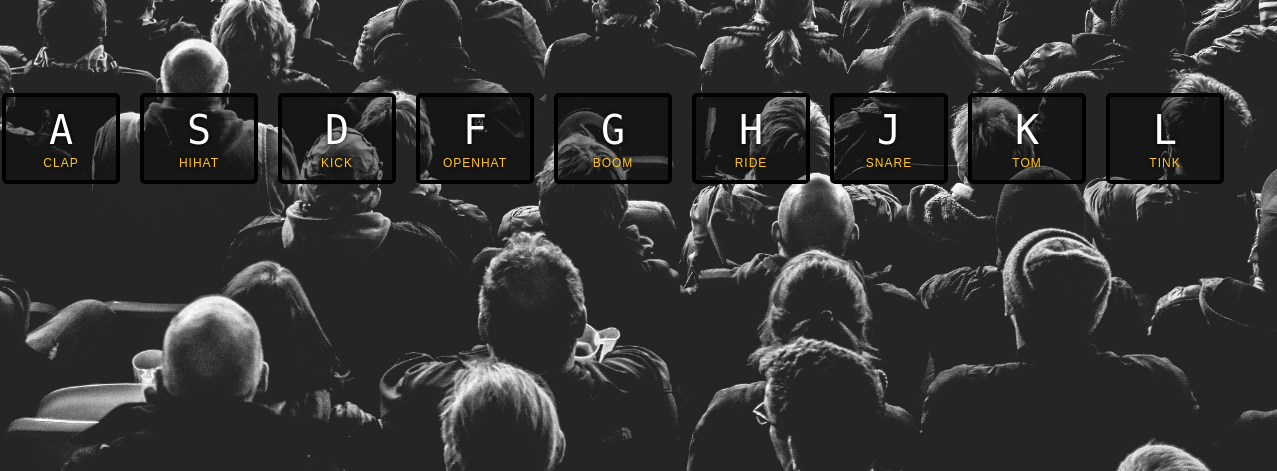 A S D F G H J K L
CLAP HIHAT KICK OPENHAT BOOM RIDE SNARE TOM TINK